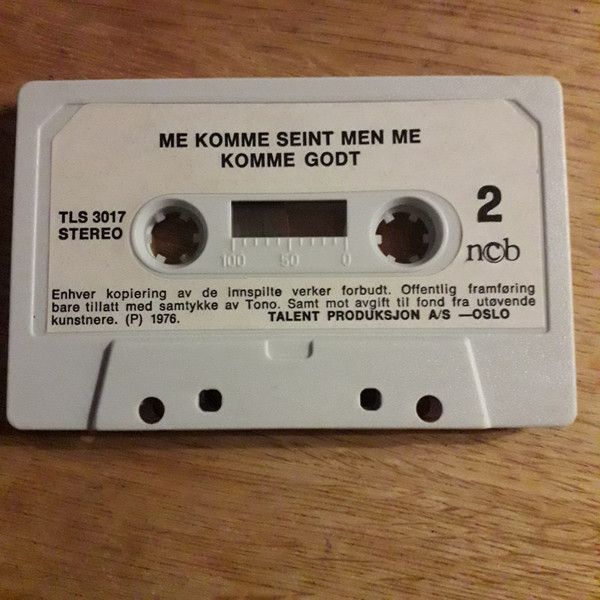 ME KOMME SEINT MEN ME
KOMME GODT
TLS 3017
STEREO
2
ncb
100 50 0
Enhver kopiering av de innspilte verker forbudt. Offentlig framføring
bare tillatt med samtykke av Tono. Samt mot avgift til fond fra utøvende
kunstnere. (P) 1976. TALENT PRODUKSJON A/S —OSLO